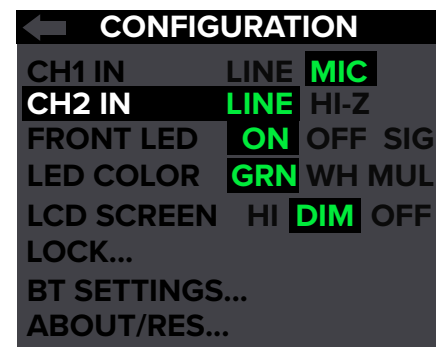 CONFIGURATION
CH1 IN LINE MIC
CH2 IN LINE HI-Z
FRONT LED ON OFF SIG
LED COLOR GRN WH MUL
LCD SCREEN HI DIM OFF
LOCK...
BT SETTINGS...
ABOUT/RES...